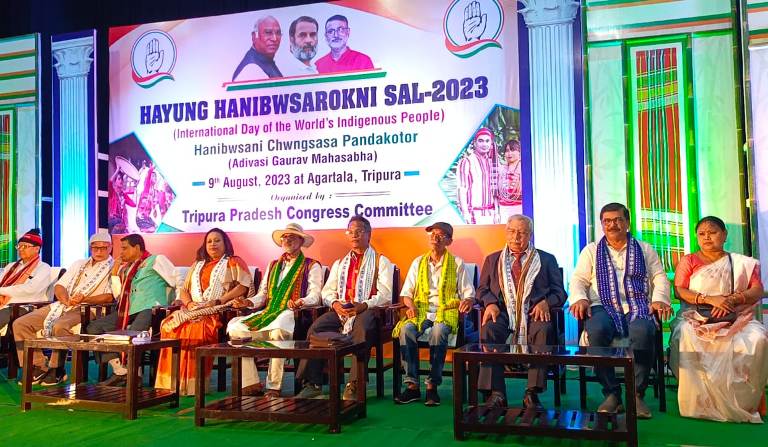 HAYUNG HANIBWSAROKNI SAL-2023
(International Day of the World's Indigenous People)
Hanibwsani Chwngsasa Pandakotor
(Adivasi Gaurav Mahasabha)
9th August, 2023 at Agartala, Tripura
Organized by :
Tripura Pradesh Congress Committee